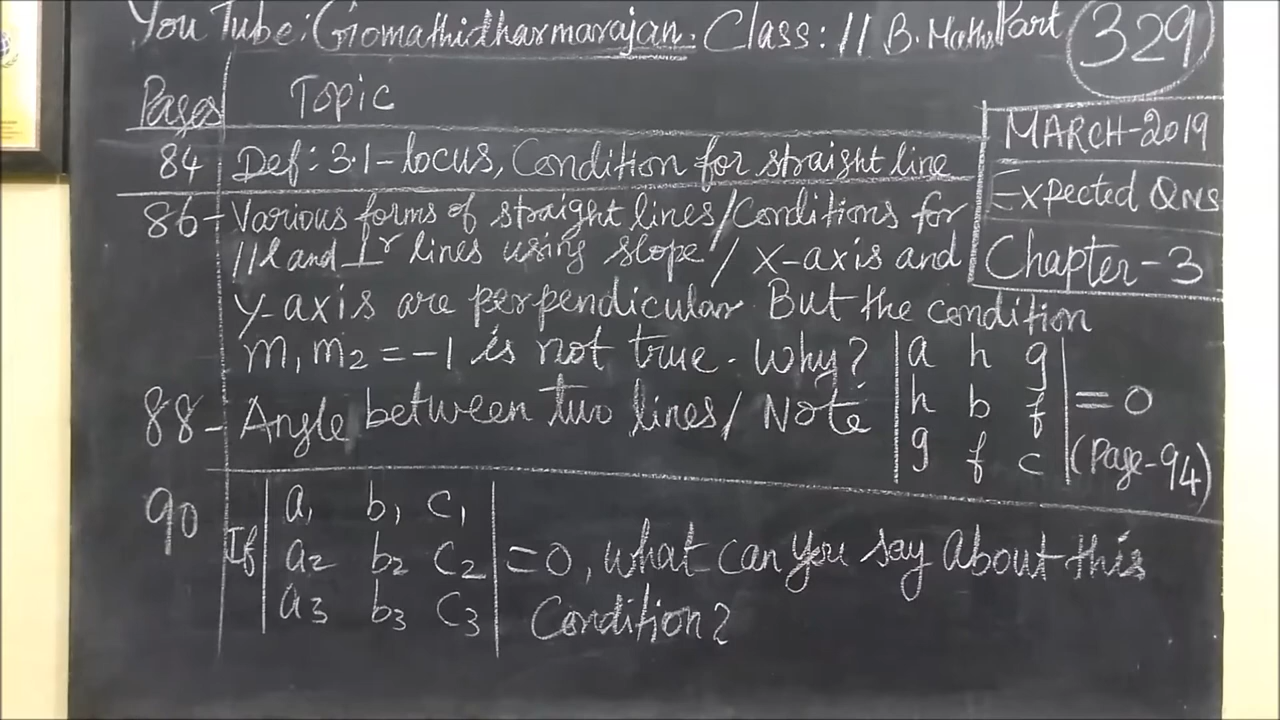 YouTube: Gomathidharmarajan. Class: 11 B. Maths Part 329
Pages Topic
MARCH-2019
Expected QNS
Chapter-3
84 Def: 3.1-locus, Condition for straight line
86- Various forms of straight lines/Conditions for
//l and ⊥r lines using slope/ x-axis and
y-axis are perpendicular. But the condition
m₁m₂ = -1 is not true. Why?
88- Angle between two lines/ Note
| a h g |
| h b f | = 0
| g f c | (Page-94)
90 If | a₁ b₁ c₁ |
| a₂ b₂ c₂ | = 0, What can you say about this
| a₃ b₃ c₃ | Condition?